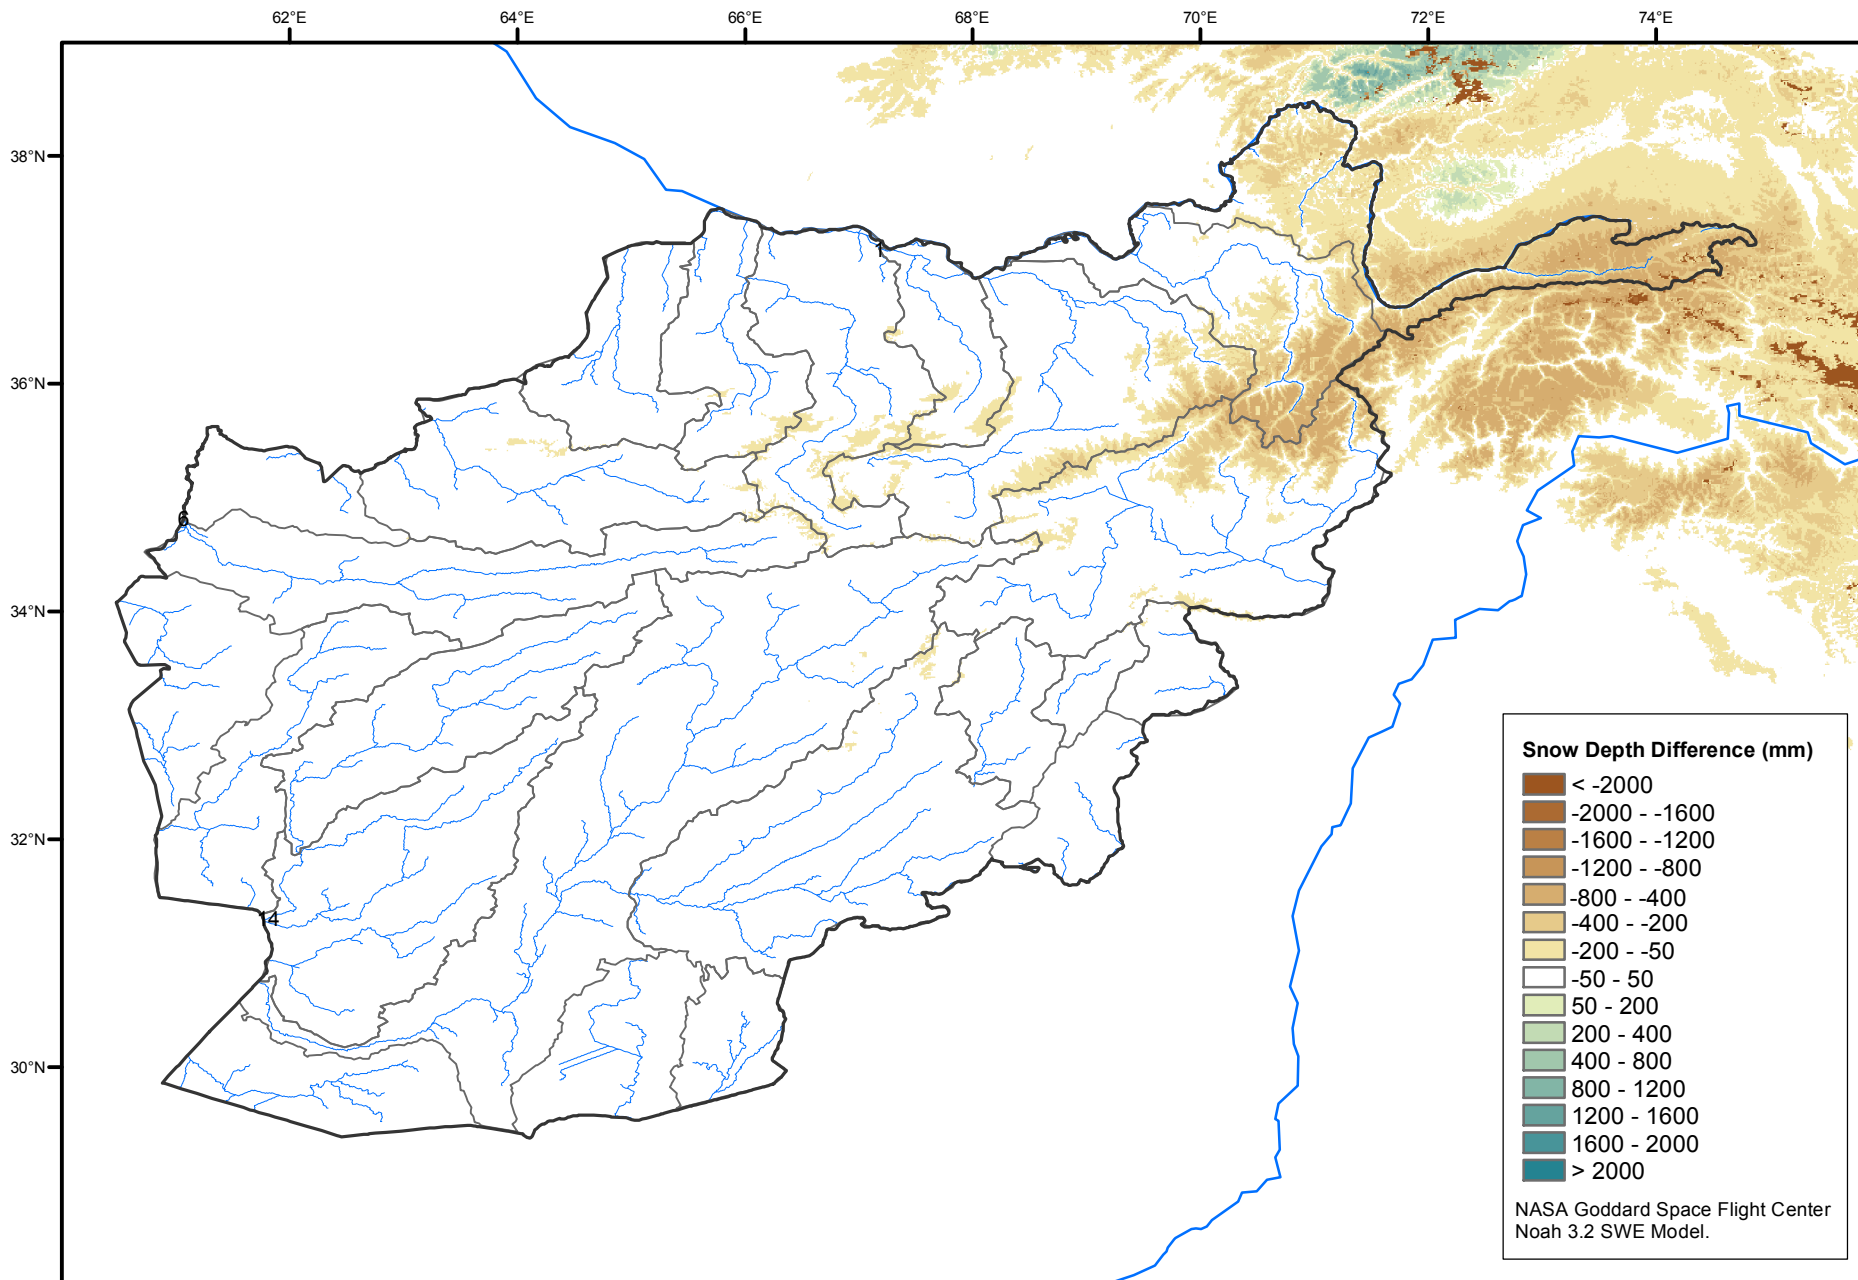 62°E 64°E 66°E 68°E 70°E 72°E 74°E
38°N
1
36°N
6
34°N
32°N
14
30°N
Snow Depth Difference (mm)
< -2000
-2000 - -1600
-1600 - -1200
-1200 - -800
-800 - -400
-400 - -200
-200 - -50
-50 - 50
50 - 200
200 - 400
400 - 800
800 - 1200
1200 - 1600
1600 - 2000
> 2000
NASA Goddard Space Flight Center
Noah 3.2 SWE Model.